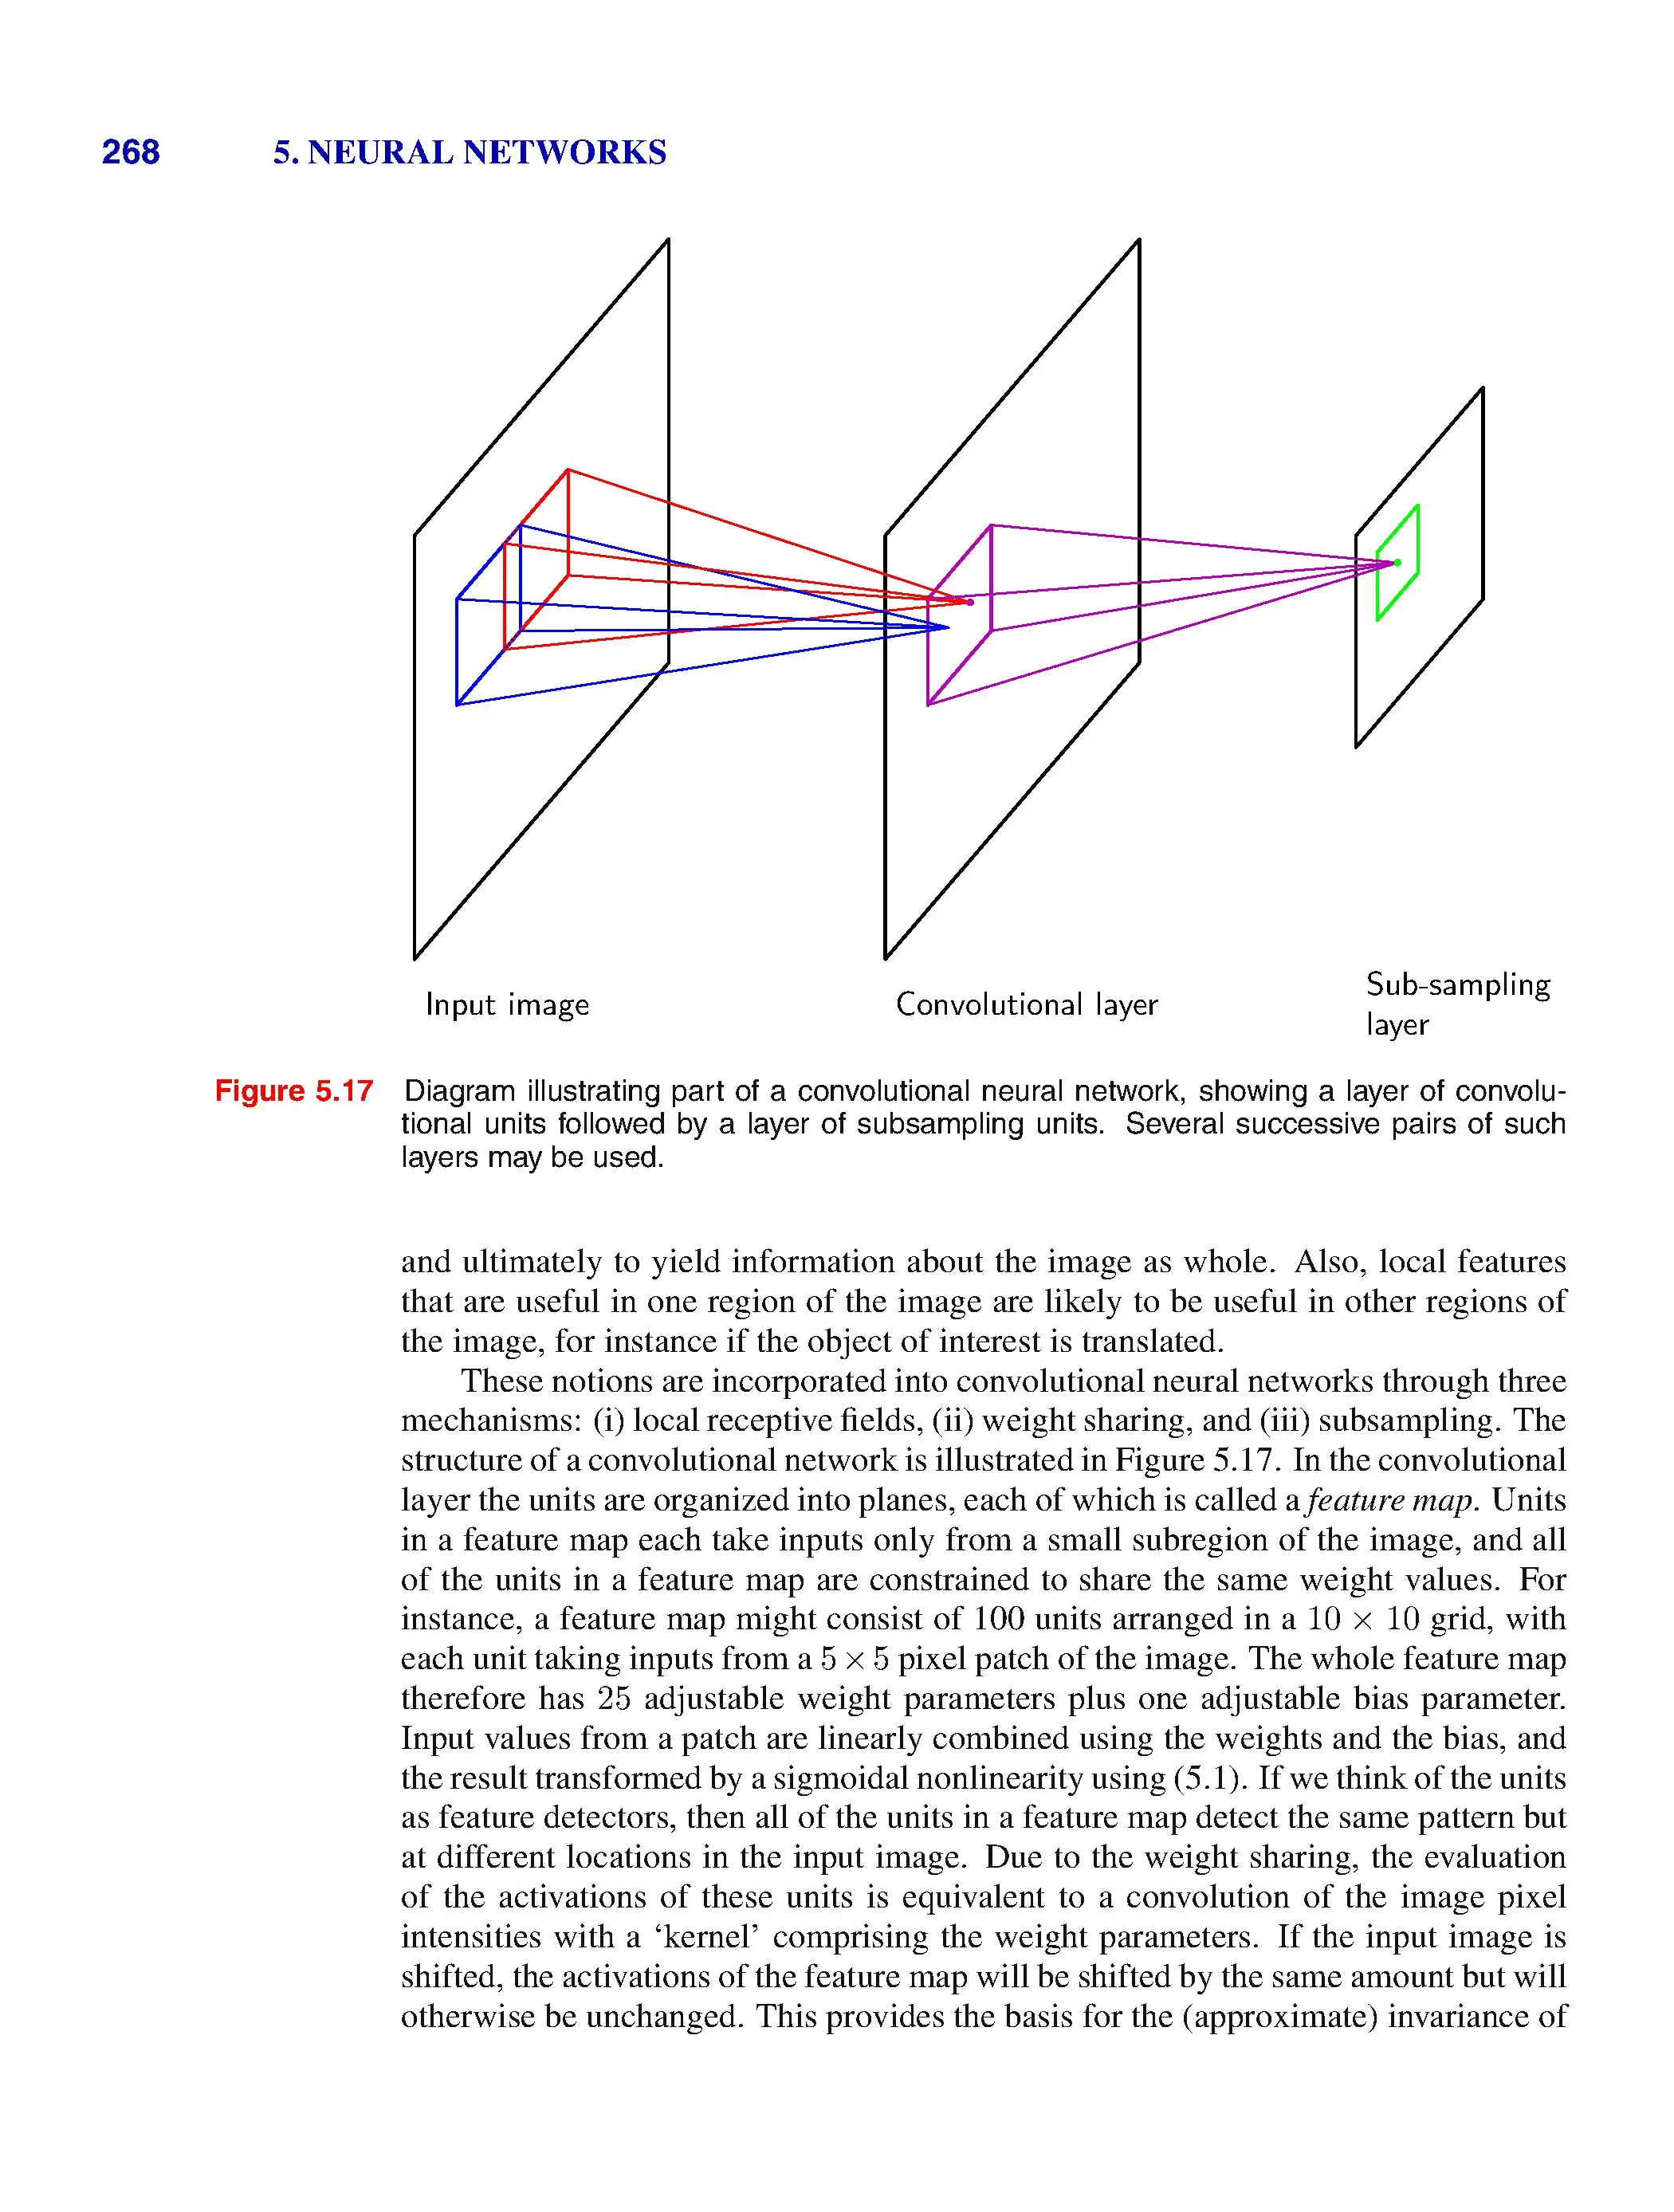 268 5. NEURAL NETWORKS
Input image
Convolutional layer
Sub-sampling
layer
Figure 5.17 Diagram illustrating part of a convolutional neural network, showing a layer of convolu-
tional units followed by a layer of subsampling units. Several successive pairs of such
layers may be used.
and ultimately to yield information about the image as whole. Also, local features
that are useful in one region of the image are likely to be useful in other regions of
the image, for instance if the object of interest is translated.
These notions are incorporated into convolutional neural networks through three
mechanisms: (i) local receptive fields, (ii) weight sharing, and (iii) subsampling. The
structure of a convolutional network is illustrated in Figure 5.17. In the convolutional
layer the units are organized into planes, each of which is called a feature map. Units
in a feature map each take inputs only from a small subregion of the image, and all
of the units in a feature map are constrained to share the same weight values. For
instance, a feature map might consist of 100 units arranged in a 10 × 10 grid, with
each unit taking inputs from a 5 × 5 pixel patch of the image. The whole feature map
therefore has 25 adjustable weight parameters plus one adjustable bias parameter.
Input values from a patch are linearly combined using the weights and the bias, and
the result transformed by a sigmoidal nonlinearity using (5.1). If we think of the units
as feature detectors, then all of the units in a feature map detect the same pattern but
at different locations in the input image. Due to the weight sharing, the evaluation
of the activations of these units is equivalent to a convolution of the image pixel
intensities with a ‘kernel’ comprising the weight parameters. If the input image is
shifted, the activations of the feature map will be shifted by the same amount but will
otherwise be unchanged. This provides the basis for the (approximate) invariance of